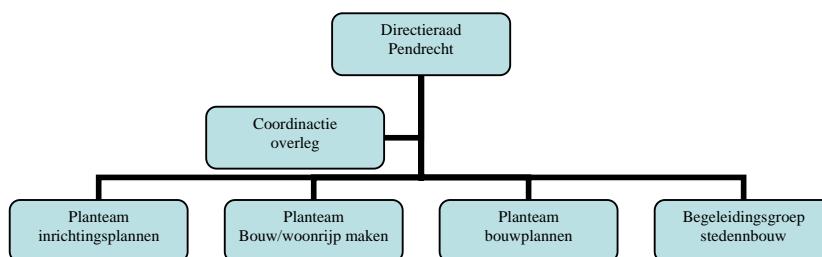 Directieraad
Pendrecht
Coordinactie
overleg
Planteam
inrichtingsplannen
Planteam
Bouw/woonrijp maken
Planteam
bouwplannen
Begeleidingsgroep
stedennbouw